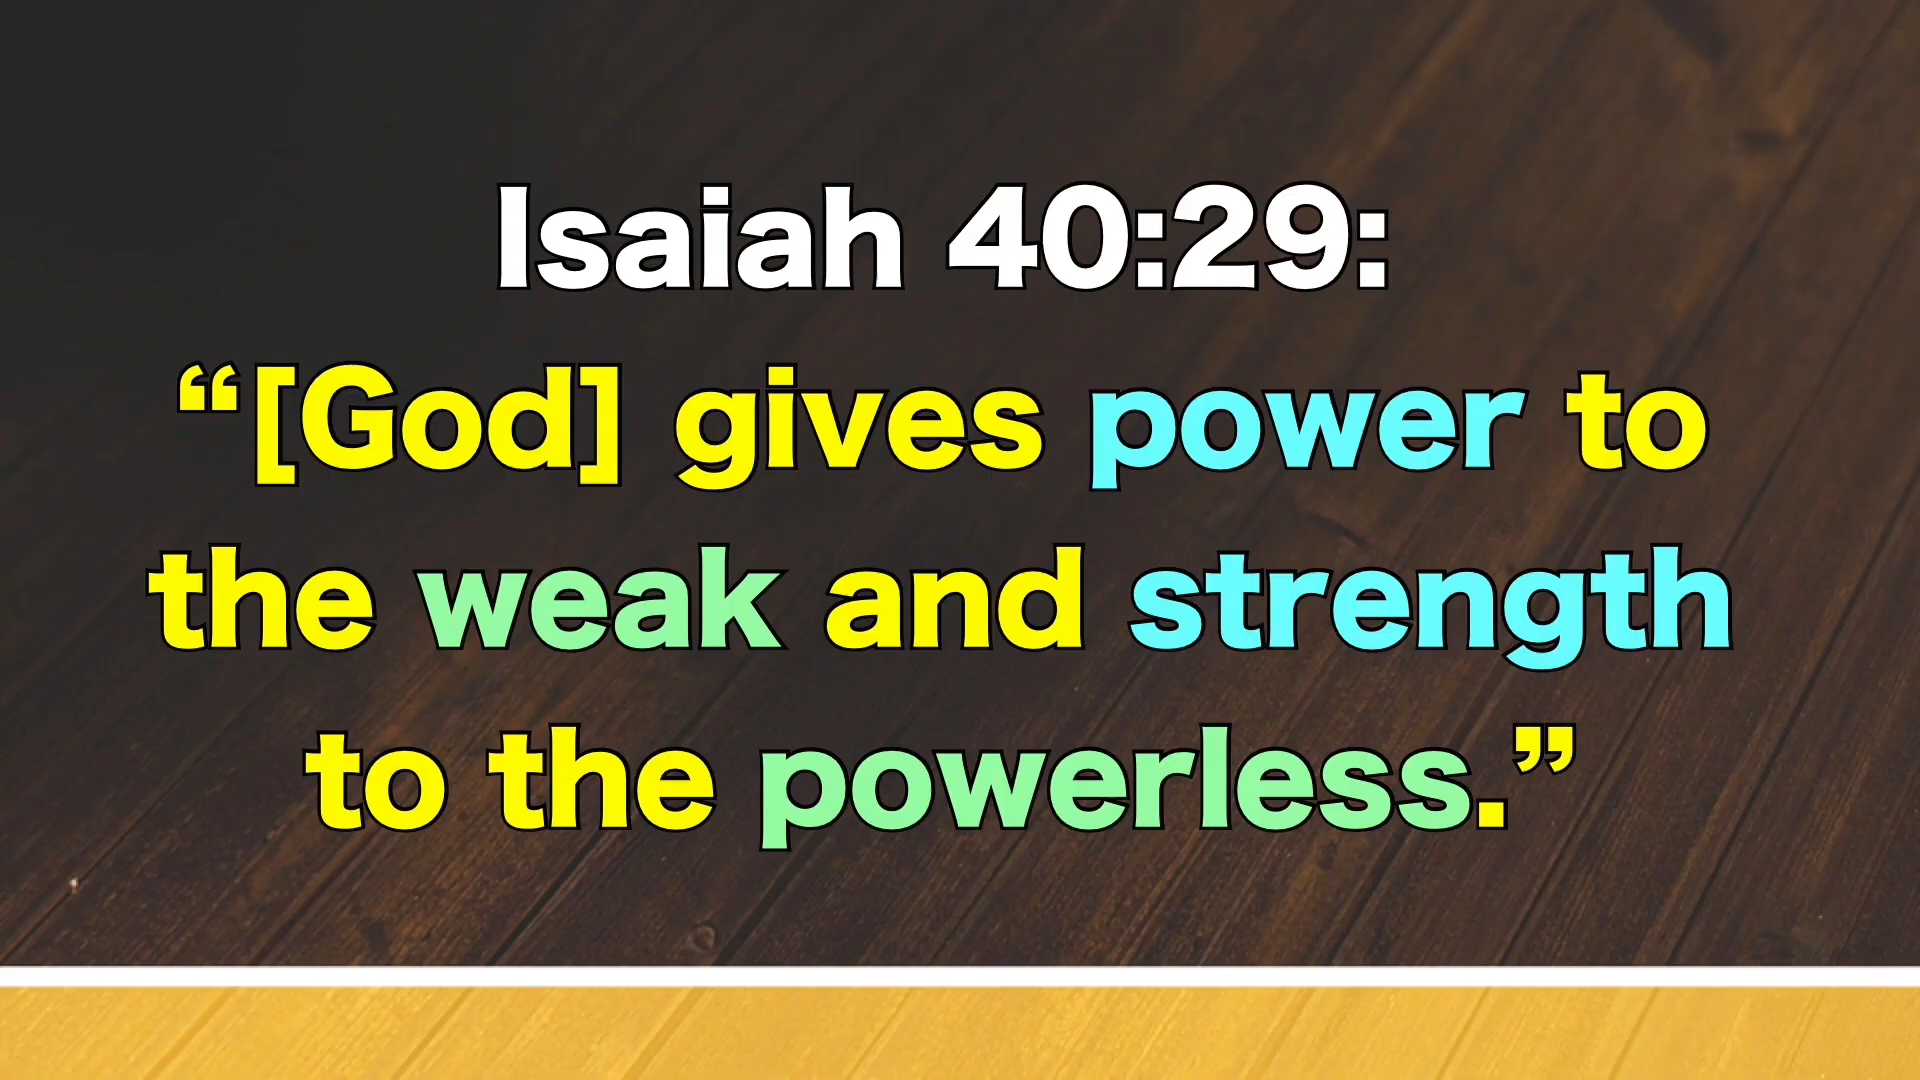 Isaiah 40:29:
“[God] gives power to
the weak and strength
to the powerless.”